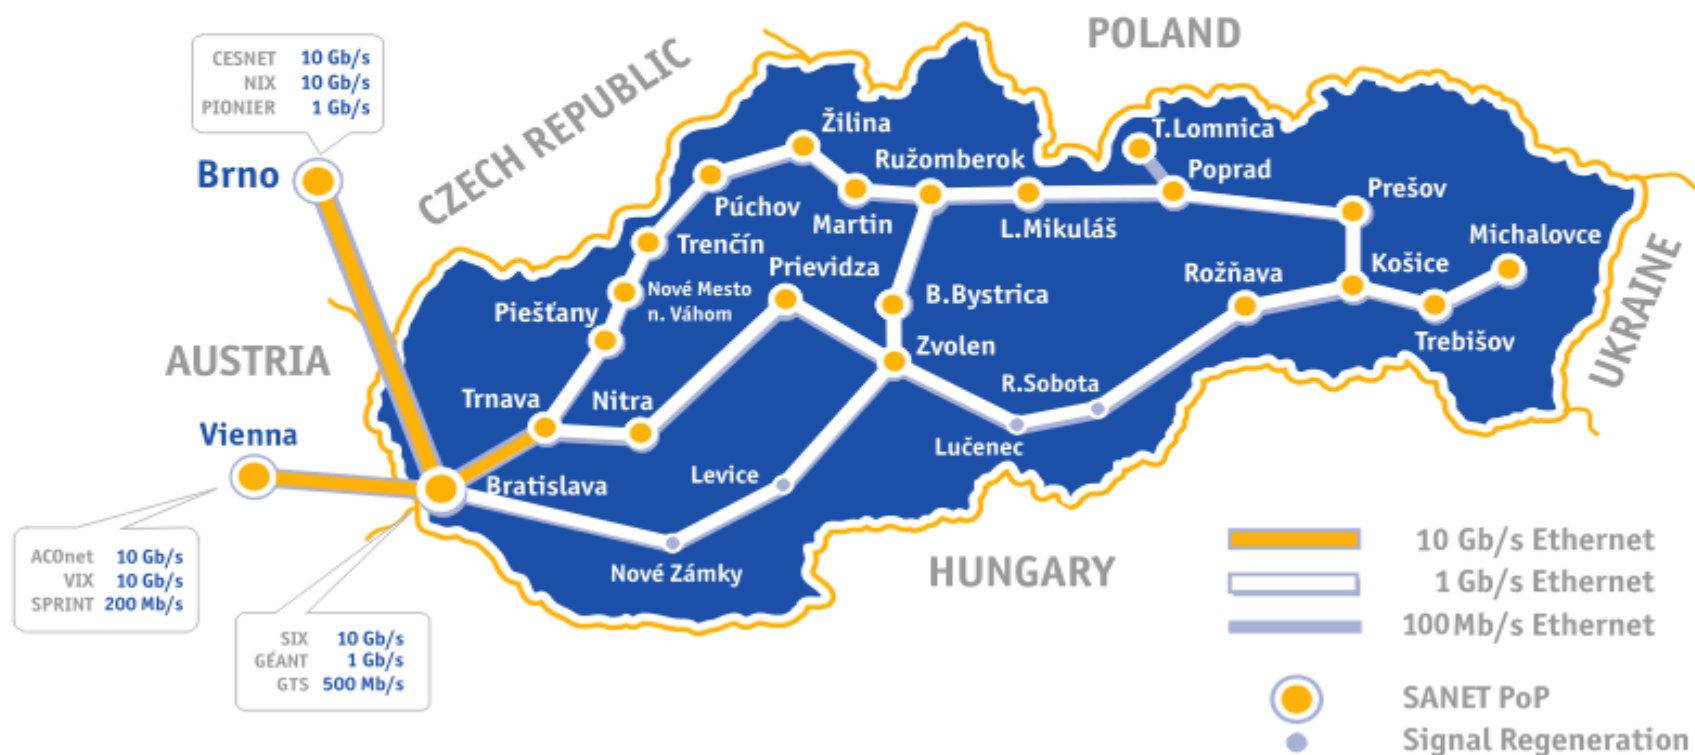 POLAND
CESNET 10 Gb/s
NIX 10 Gb/s
PIONIER 1 Gb/s
CZECH REPUBLIC
Žilina
T.Lomnica
Ružomberok
Poprad
Brno
Prešov
Púchov
Martin
L.Mikuláš
Trenčín
Michalovce
Prievidza
Košice
Rožňava
Nové Mesto
n. Váhom
B.Bystrica
Piešťany
UKRAINE
Trebišov
Zvolen
AUSTRIA
R.Sobota
Trnava
Nitra
Vienna
Lučenec
Levice
Bratislava
Nové Zámky
HUNGARY
ACOnet 10 Gb/s
VIX 10 Gb/s
SPRINT 200 Mb/s
SIX 10 Gb/s
GÉANT 1 Gb/s
GTS 500 Mb/s
10 Gb/s Ethernet
1 Gb/s Ethernet
100Mb/s Ethernet
SANET PoP
Signal Regeneration